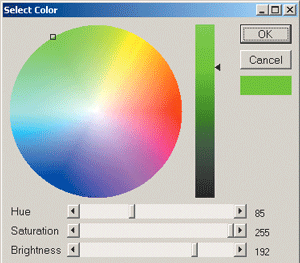 Select Color
OK
Cancel
Hue 85
Saturation 255
Brightness 192